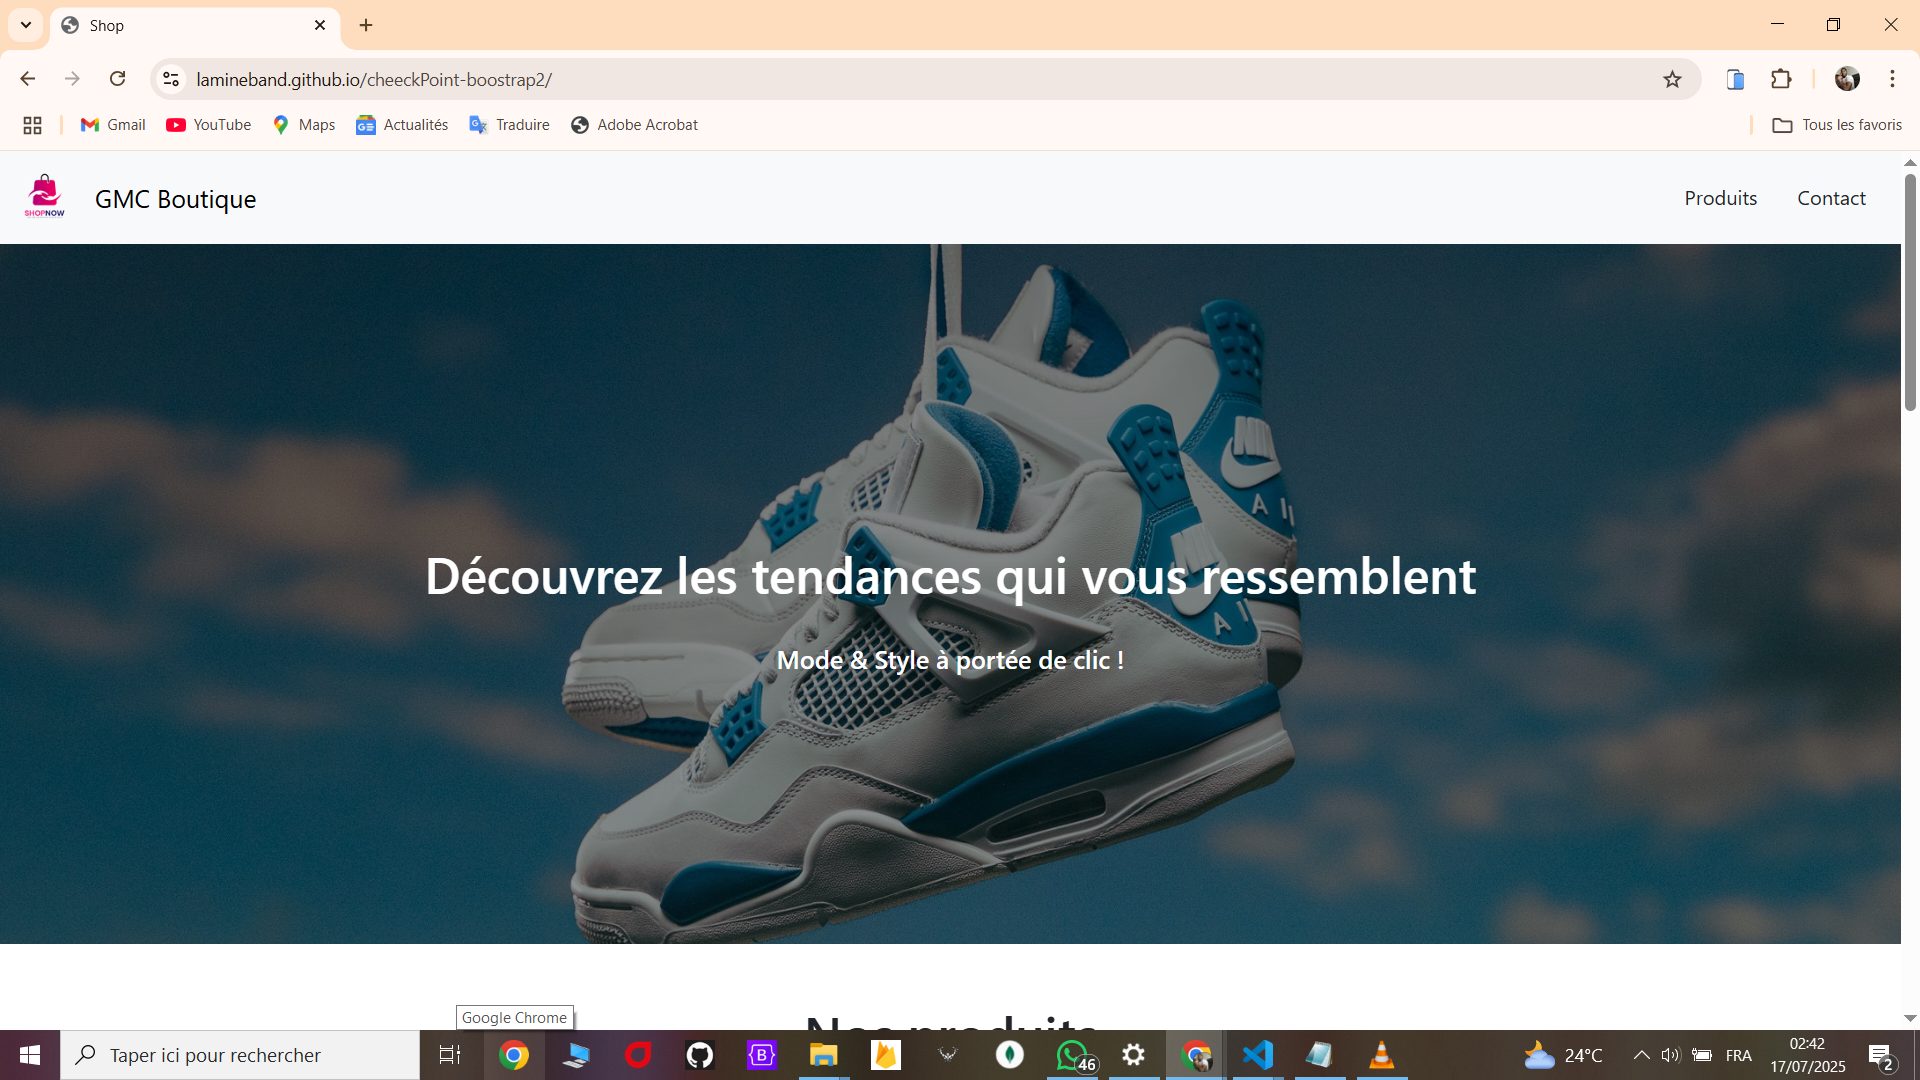 Shop
lamineband.github.io/cheeckPoint-boostrap2/
Gmail
YouTube
Maps
Actualités
Traduire
Adobe Acrobat
Tous les favoris
SHOPNOW
GMC Boutique
Produits
Contact
Découvrez les tendances qui vous ressemblent
Mode & Style à portée de clic !
Nos produits
Google Chrome
Taper ici pour rechercher
46
24°C
FRA
02:42
17/07/2025
2